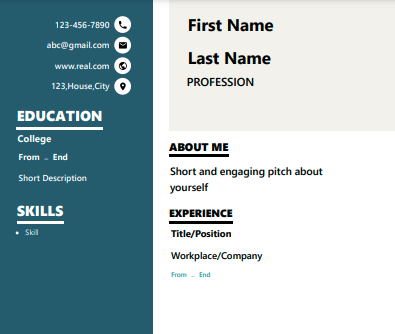 123-456-7890
abc@gmail.com
www.real.com
123,House,City
EDUCATION
College
From – End
Short Description
SKILLS
• Skill
First Name
Last Name
PROFESSION
ABOUT ME
Short and engaging pitch about
yourself
EXPERIENCE
Title/Position
Workplace/Company
From – End